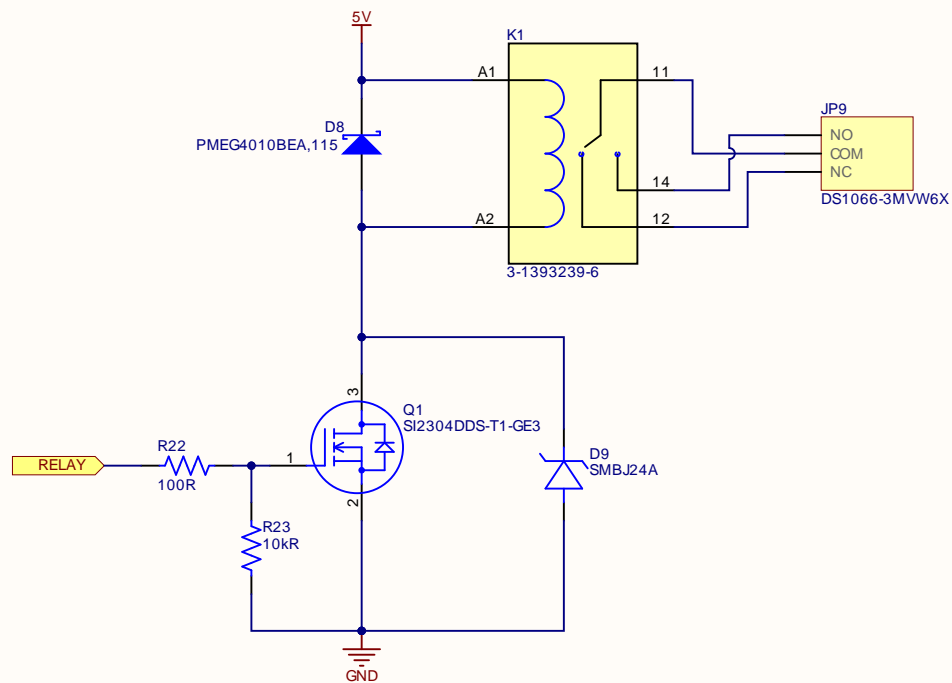 5V
K1
A1
11
JP9
D8
PMEG4010BEA,115
NO
COM
NC
14
DS1066-3MVW6X
A2
12
3-1393239-6
3
Q1
SI2304DDS-T1-GE3
R22
RELAY
1
100R
D9
SMBJ24A
2
R23
10kR
GND